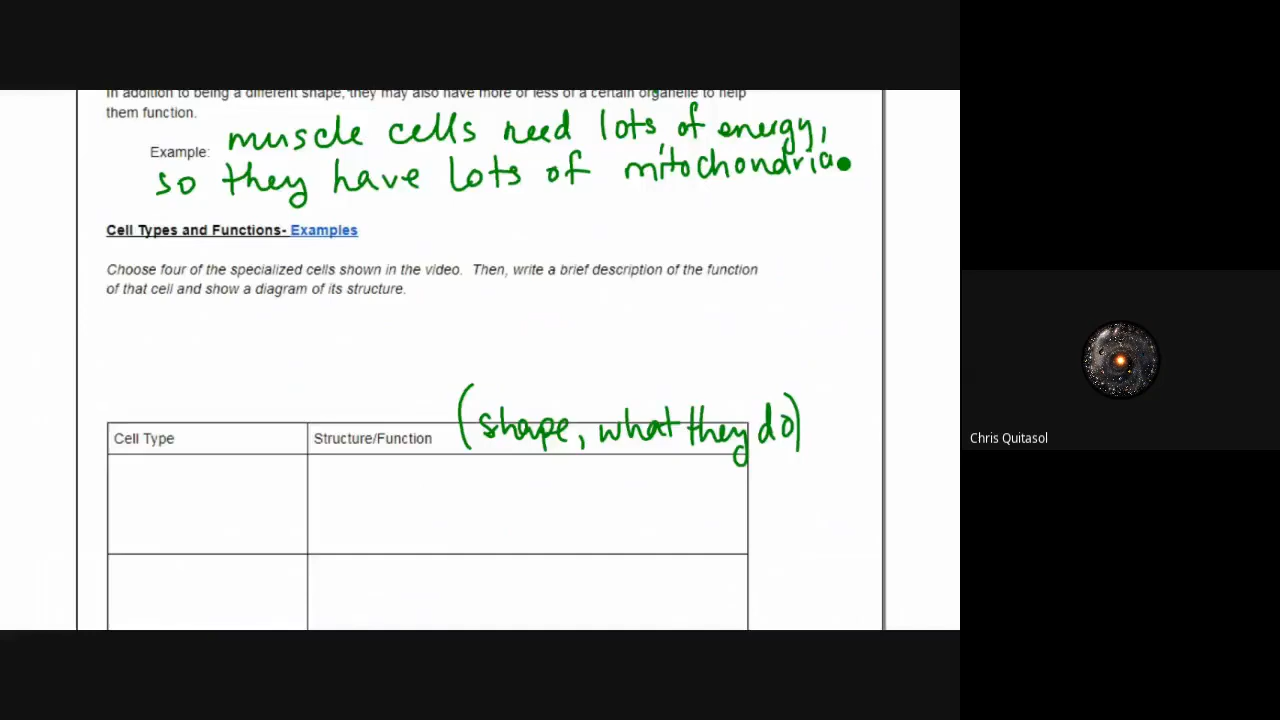 In addition to being a different shape, they may also have more or less of a certain organelle to help
them function.
Example: muscle cells need lots of energy,
so they have lots of mitochondria.
Cell Types and Functions- Examples
Choose four of the specialized cells shown in the video. Then, write a brief description of the function
of that cell and show a diagram of its structure.
Cell Type
Structure/Function (shape, what they do)
Chris Quitasol